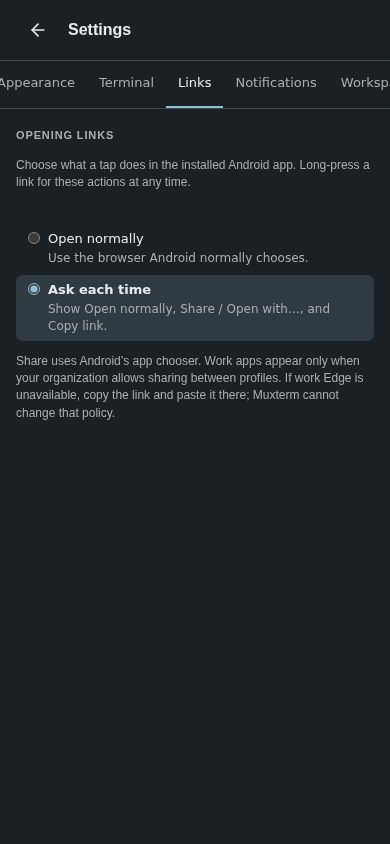 Settings
Appearance
Terminal
Links
Notifications
Worksp
OPENING LINKS
Choose what a tap does in the installed Android app. Long-press a
link for these actions at any time.
Open normally
Use the browser Android normally chooses.
Ask each time
Show Open normally, Share / Open with…, and
Copy link.
Share uses Android's app chooser. Work apps appear only when
your organization allows sharing between profiles. If work Edge is
unavailable, copy the link and paste it there; Muxterm cannot
change that policy.